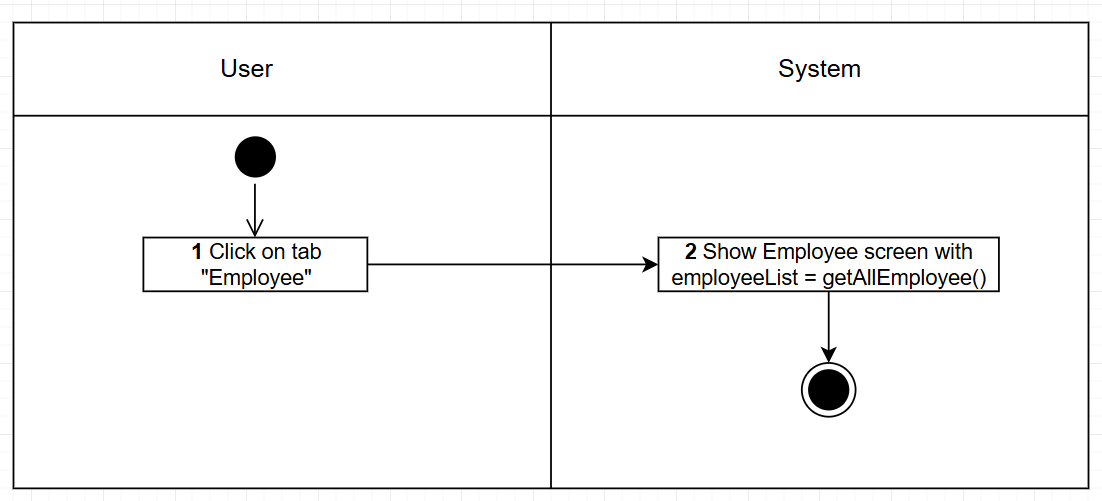 User
System
1 Click on tab
"Employee"
2 Show Employee screen with
employeeList = getAllEmployee()